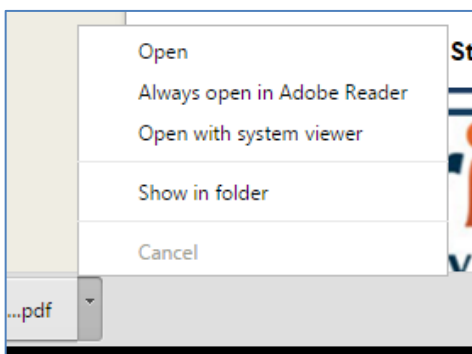 Open
St
Always open in Adobe Reader
Open with system viewer
Show in folder
Cancel
...pdf